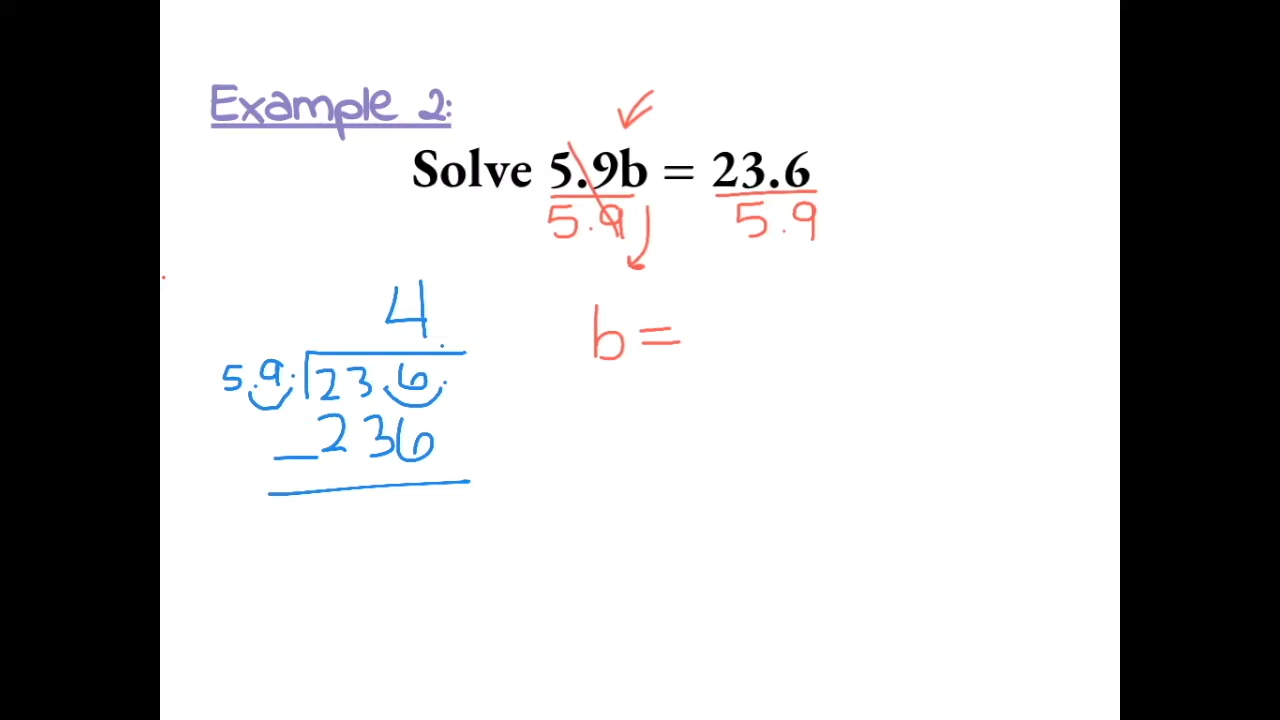 Example 2:
Solve 5.9b = 23.6
5.9 5.9
b =
4.
5.9. 23.6.
- 236